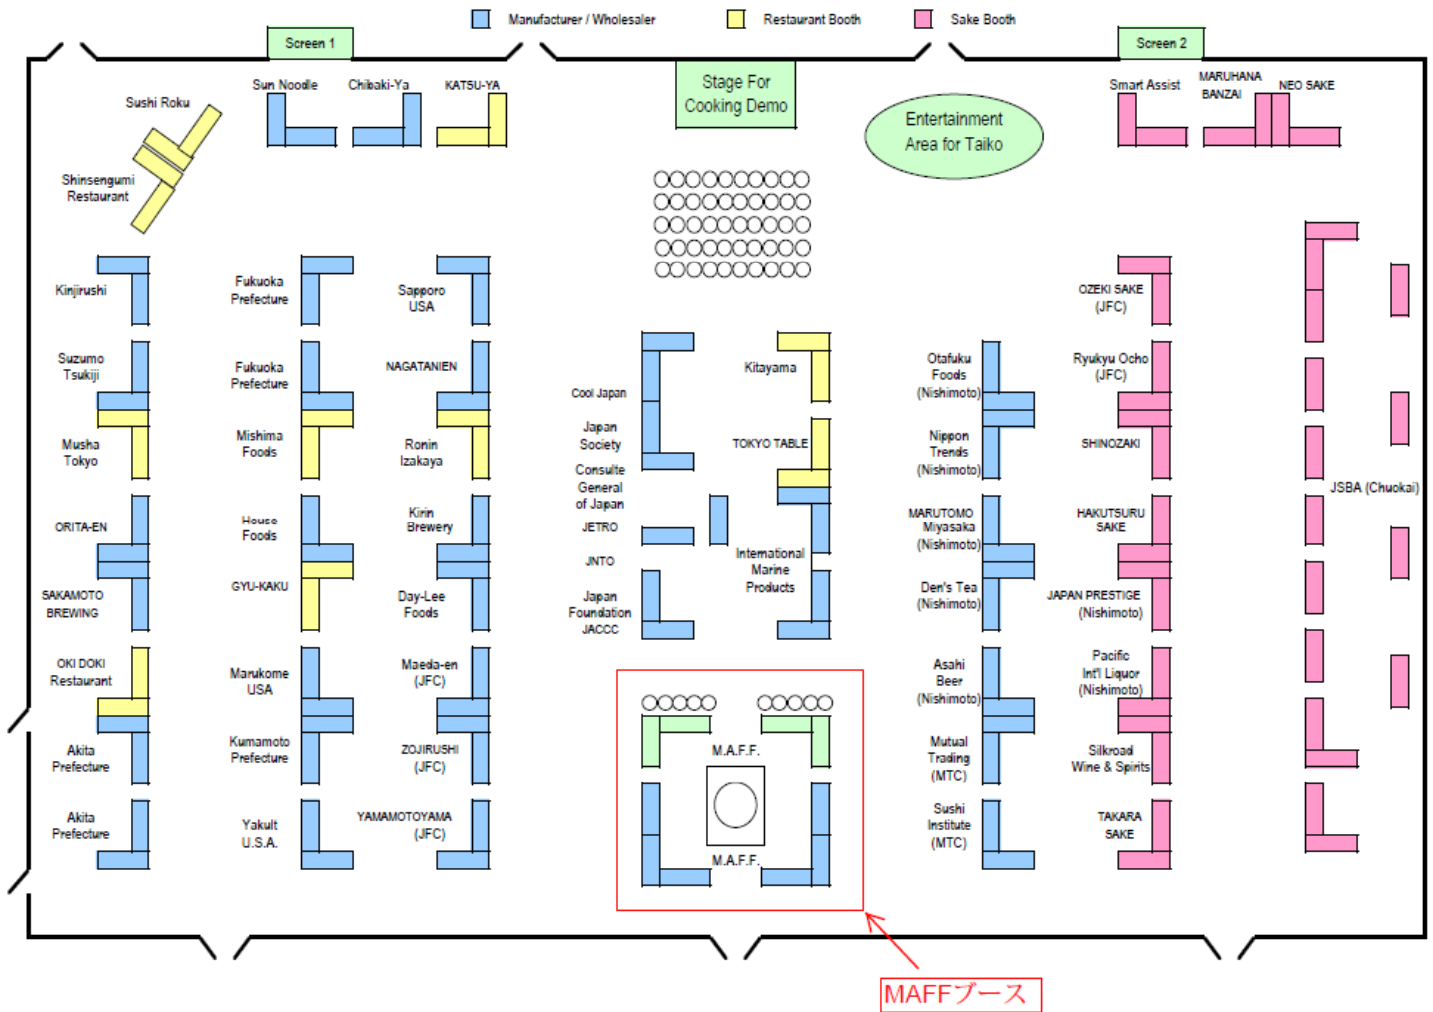 Manufacturer / Wholesaler
Restaurant Booth
Sake Booth
Screen 1
Screen 2
Stage For
Cooking Demo
Entertainment
Area for Taiko
Sushi Roku
Sun Noodle
Chibaki-Ya
KATSU-YA
Smart Assist
MARUHANA
BANZAI
NEO SAKE
Shinsengumi
Restaurant
Kinjirushi
Suzumo
Tsukiji
Musha
Tokyo
ORITA-EN
SAKAMOTO
BREWING
OKI DOKI
Restaurant
Akita
Prefecture
Akita
Prefecture
Fukuoka
Prefecture
Fukuoka
Prefecture
Mishima
Foods
House
Foods
GYU-KAKU
Marukome
USA
Kumamoto
Prefecture
Yakult
U.S.A.
Sapporo
USA
NAGATANIEN
Ronin
Izakaya
Kirin
Brewery
Day-Lee
Foods
Maeda-en
(JFC)
ZOJIRUSHI
(JFC)
YAMAMOTOYAMA
(JFC)
Cool Japan
Japan
Society
Consulte
General
of Japan
JETRO
JNTO
Japan
Foundation
JACCC
Kitayama
TOKYO TABLE
International
Marine
Products
M.A.F.F.
M.A.F.F.
Otafuku
Foods
(Nishimoto)
Nippon
Trends
(Nishimoto)
MARUTOMO
Miyasaka
(Nishimoto)
Den's Tea
(Nishimoto)
Asahi
Beer
(Nishimoto)
Mutual
Trading
(MTC)
Sushi
Institute
(MTC)
OZEKI SAKE
(JFC)
Ryukyu Ocho
(JFC)
SHINOZAKI
HAKUTSURU
SAKE
JAPAN PRESTIGE
(Nishimoto)
Pacific
Int'l Liquor
(Nishimoto)
Silkroad
Wine & Spirits
TAKARA
SAKE
JSBA (Chuokai)
MAFFブース